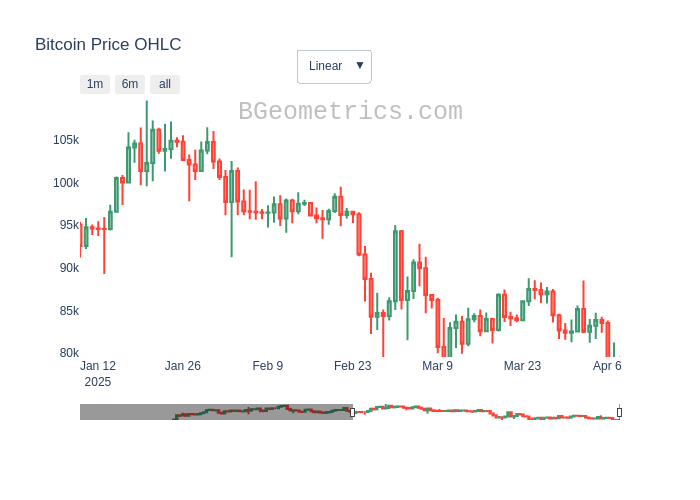 Bitcoin Price OHLC
Linear ▼
1m 6m all
BGeometrics.com
105k
100k
95k
90k
85k
80k
Jan 12 Jan 26 Feb 9 Feb 23 Mar 9 Mar 23 Apr 6
2025